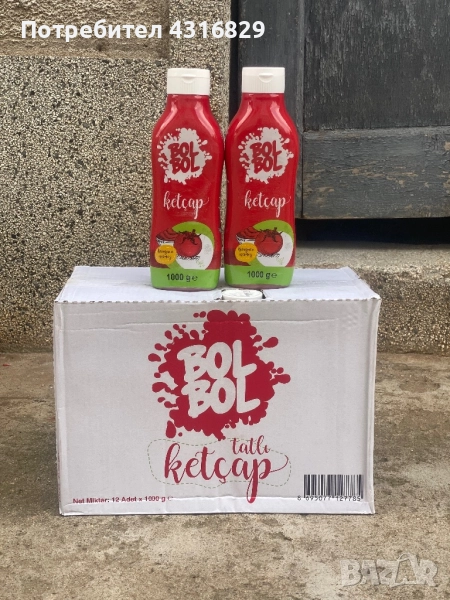 Потребител 4316829
BOL
BOL
ketçap
1000 g e
BOL
BOL
ketçap
1000 g e
BOL
BOL
tatlı
ketçap
Net Miktar: 12 Adet x 1000 g e
BAZAR